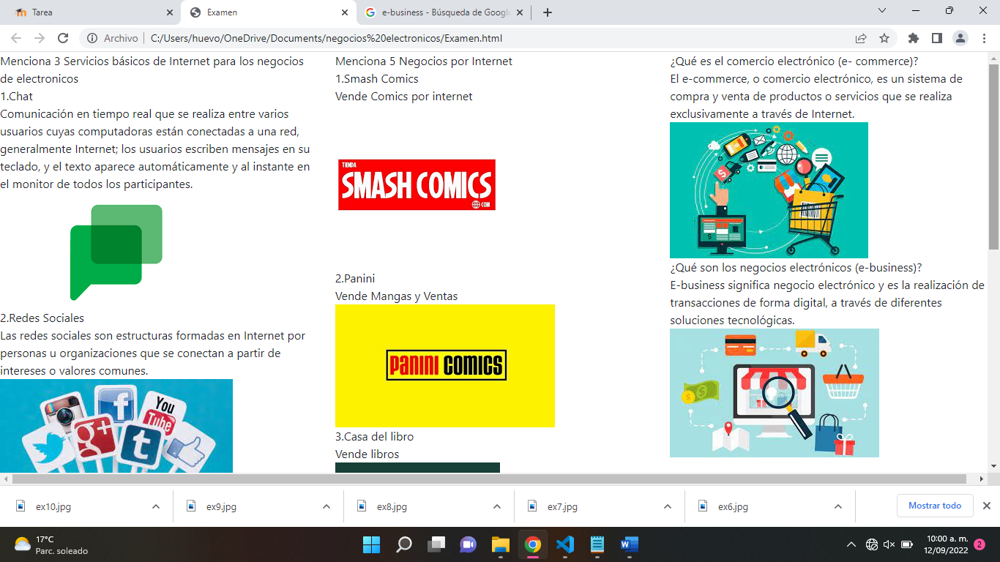 Tarea
Examen
e-business - Búsqueda de Google
Archivo
C:/Users/huevo/OneDrive/Documents/negocios%20electronicos/Examen.html
Menciona 3 Servicios básicos de Internet para los negocios
de electronicos
1.Chat
Comunicación en tiempo real que se realiza entre varios
usuarios cuyas computadoras están conectadas a una red,
generalmente Internet; los usuarios escriben mensajes en su
teclado, y el texto aparece automáticamente y al instante en
el monitor de todos los participantes.
2.Redes Sociales
Las redes sociales son estructuras formadas en Internet por
personas u organizaciones que se conectan a partir de
intereses o valores comunes.
You
Tube
f
g+
t
Menciona 5 Negocios por Internet
1.Smash Comics
Vende Comics por internet
TIENDA
SMASH COMICS
.COM
2.Panini
Vende Mangas y Ventas
PANINI COMICS
3.Casa del libro
Vende libros
¿Qué es el comercio electrónico (e- commerce)?
El e-commerce, o comercio electrónico, es un sistema de
compra y venta de productos o servicios que se realiza
exclusivamente a través de Internet.
¿Qué son los negocios electrónicos (e-business)?
E-business significa negocio electrónico y es la realización de
transacciones de forma digital, a través de diferentes
soluciones tecnológicas.
ex10.jpg
ex9.jpg
ex8.jpg
ex7.jpg
ex6.jpg
Mostrar todo
17°C
Parc. soleado
10:00 a. m.
12/09/2022
2